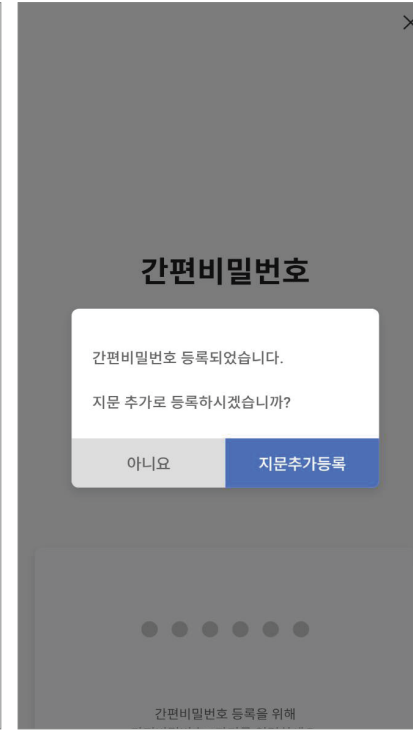 간편비밀번호
간편비밀번호 등록되었습니다.
지문 추가로 등록하시겠습니까?
아니요 지문추가등록
간편비밀번호 등록을 위해